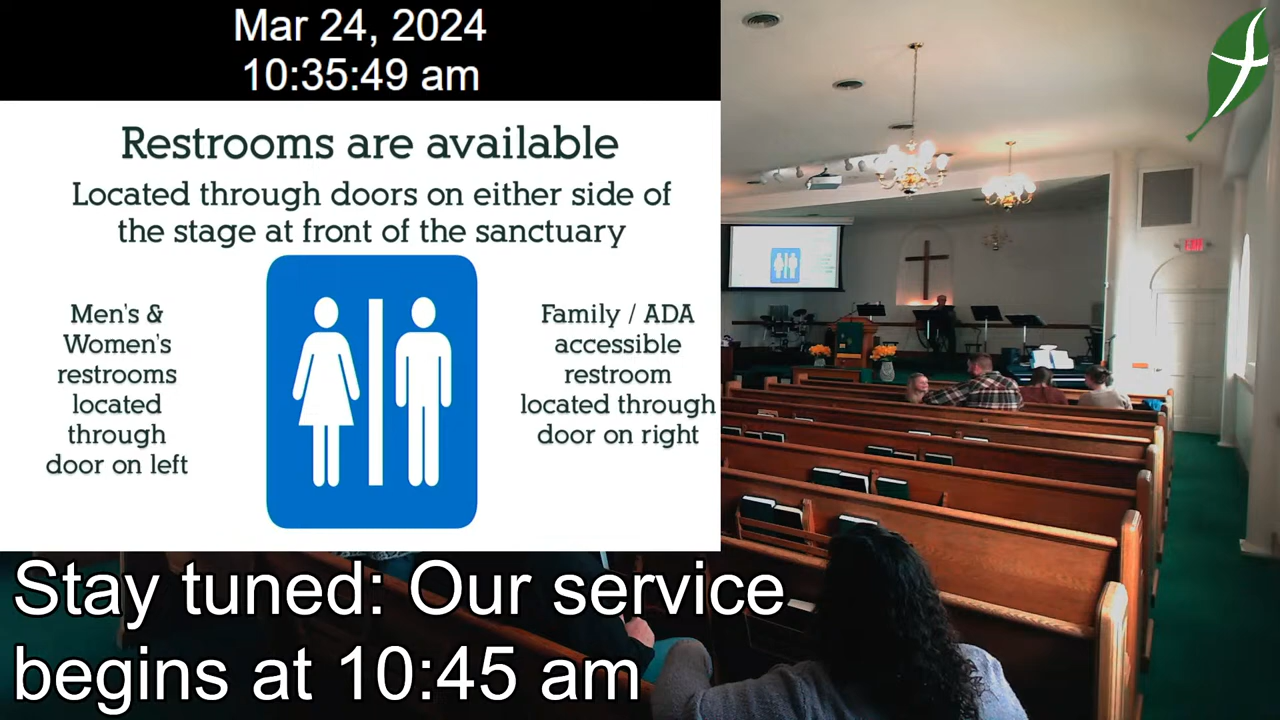 Mar 24, 2024
10:35:49 am
Restrooms are available
Located through doors on either side of
the stage at front of the sanctuary
Men's &
Women's
restrooms
located
through
door on left
Family / ADA
accessible
restroom
located through
door on right
Stay tuned: Our service
begins at 10:45 am